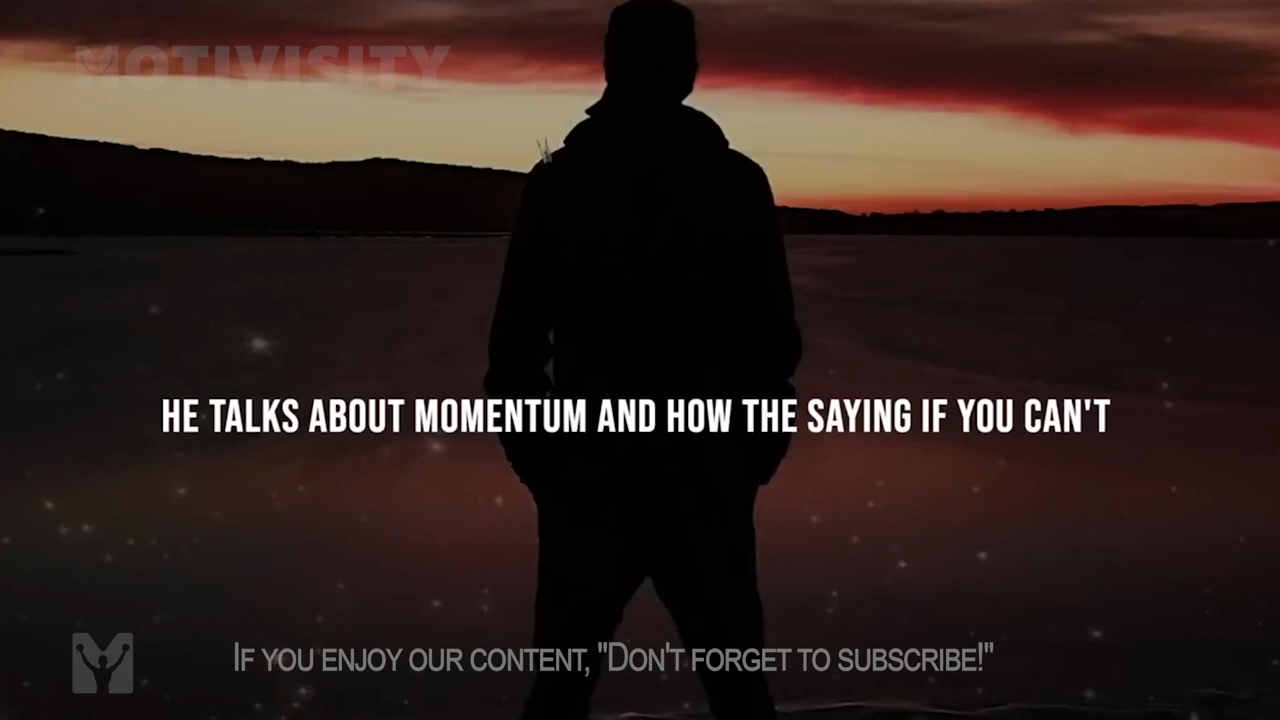 MOTIVISITY
HE TALKS ABOUT MOMENTUM AND HOW THE SAYING IF YOU CAN'T
IF YOU ENJOY OUR CONTENT, "DON'T FORGET TO SUBSCRIBE!"